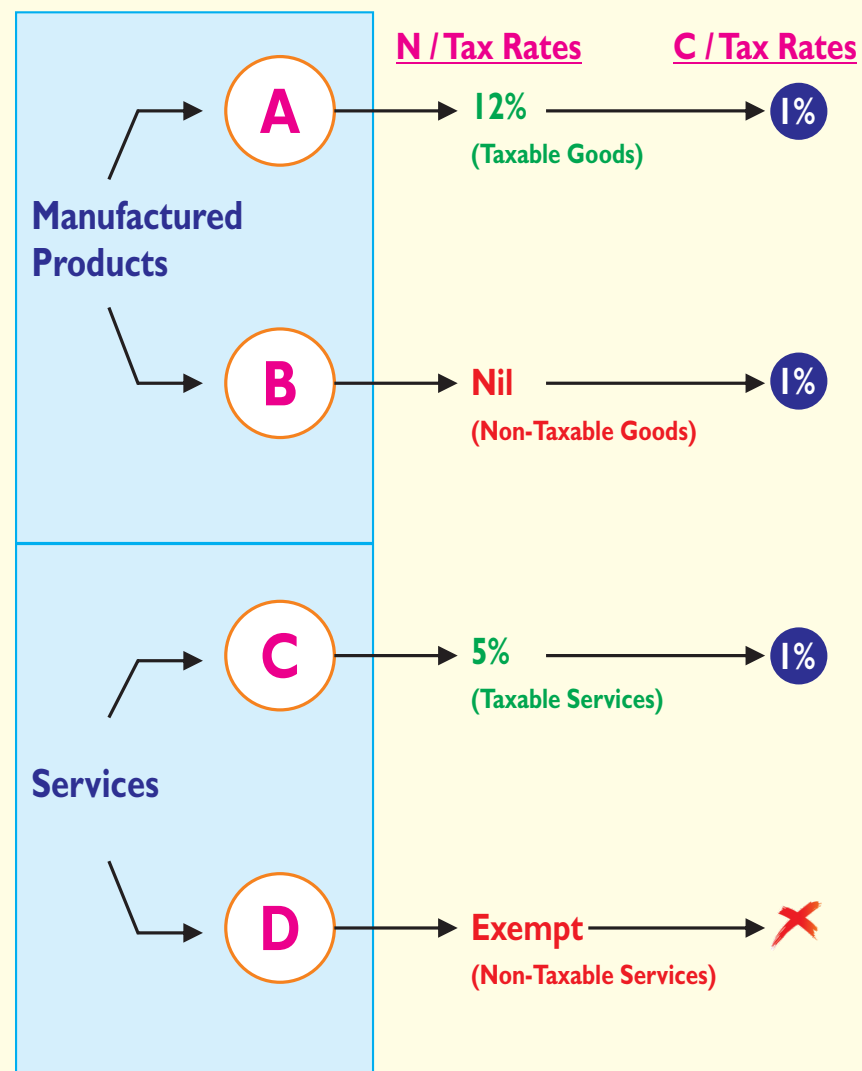 N / Tax Rates C / Tax Rates
A 12% 1%
(Taxable Goods)
Manufactured
Products
B Nil 1%
(Non-Taxable Goods)
C 5% 1%
(Taxable Services)
Services
D Exempt
(Non-Taxable Services)